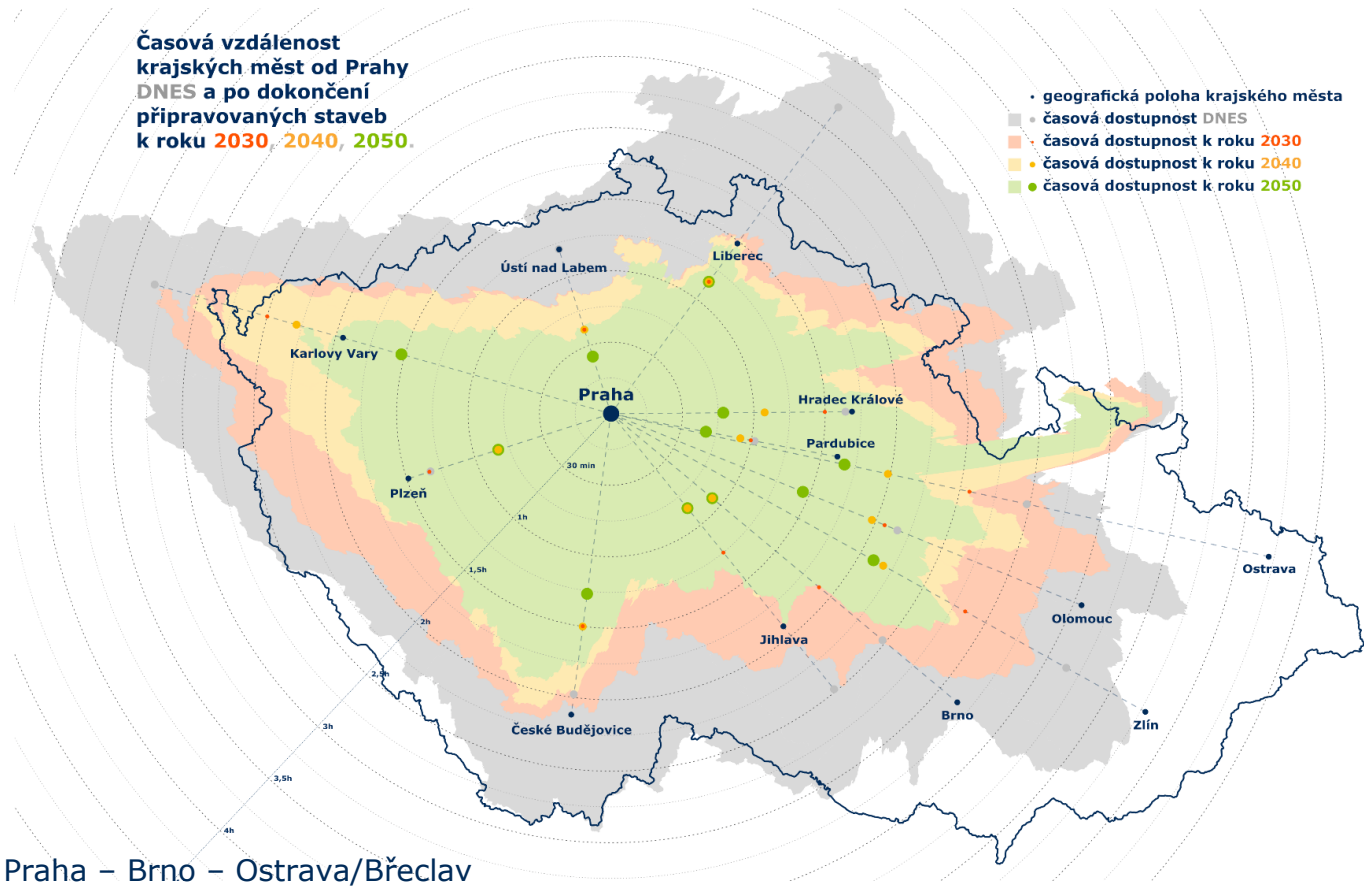 Časová vzdálenost
krajských měst od Prahy
DNES a po dokončení
připravovaných staveb
k roku 2030, 2040, 2050.
geografická poloha krajského města
časová dostupnost DNES
časová dostupnost k roku 2030
časová dostupnost k roku 2040
časová dostupnost k roku 2050
Liberec
Ústí nad Labem
Karlovy Vary
Praha
Hradec Králové
Pardubice
30 min
Plzeň
1h
Ostrava
1,5h
Olomouc
2h
Jihlava
2,5h
Brno
Zlín
České Budějovice
3h
3,5h
4h
Praha – Brno – Ostrava/Břeclav